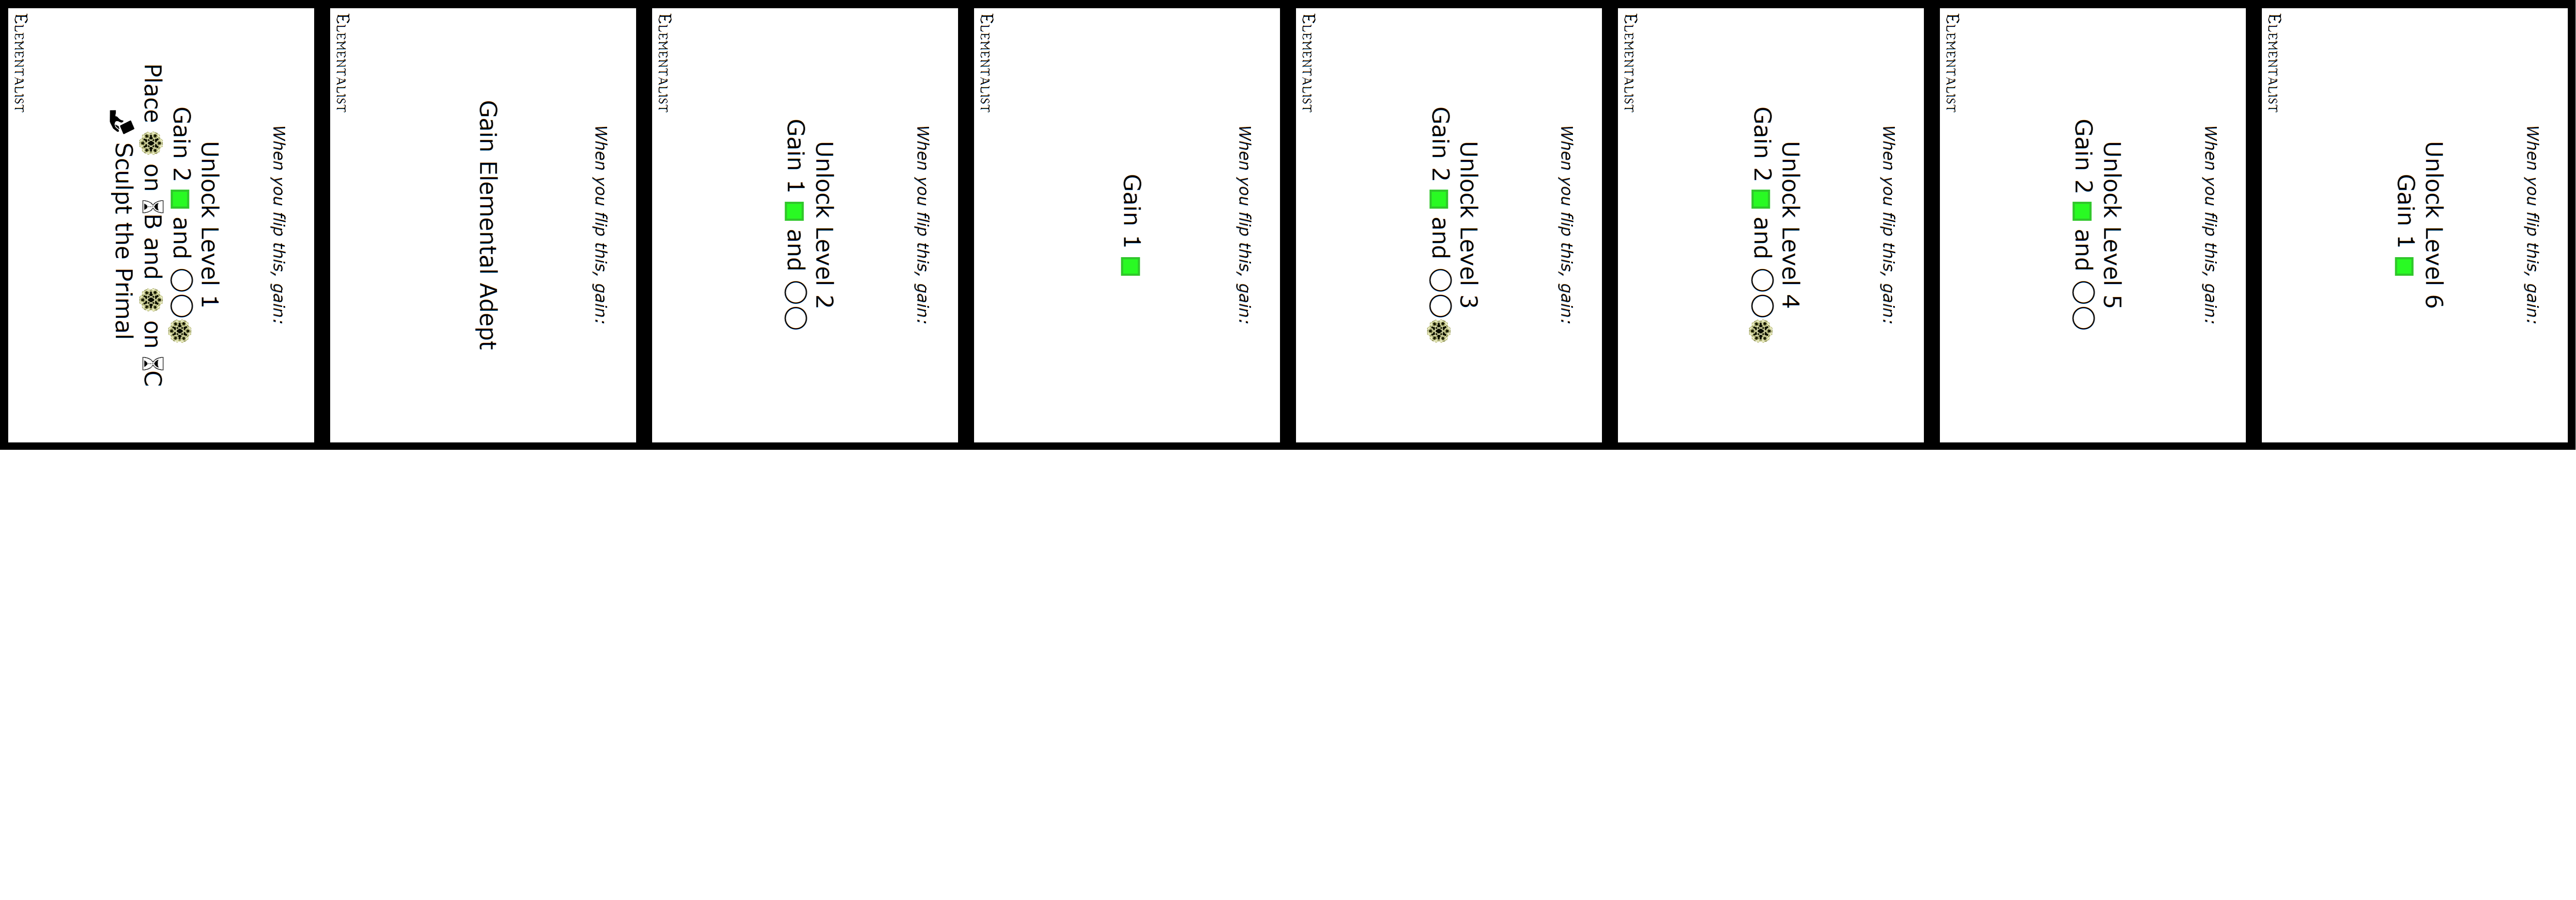 When you flip this, gain:
Unlock Level 1
Gain 2 and
Place on B and on C
Sculpt the Primal
ELEMENTALIST
When you flip this, gain:
Gain Elemental Adept
ELEMENTALIST
When you flip this, gain:
Unlock Level 2
Gain 1 and
ELEMENTALIST
When you flip this, gain:
Gain 1
ELEMENTALIST
When you flip this, gain:
Unlock Level 3
Gain 2 and
ELEMENTALIST
When you flip this, gain:
Unlock Level 4
Gain 2 and
ELEMENTALIST
When you flip this, gain:
Unlock Level 5
Gain 2 and
ELEMENTALIST
When you flip this, gain:
Unlock Level 6
Gain 1
ELEMENTALIST